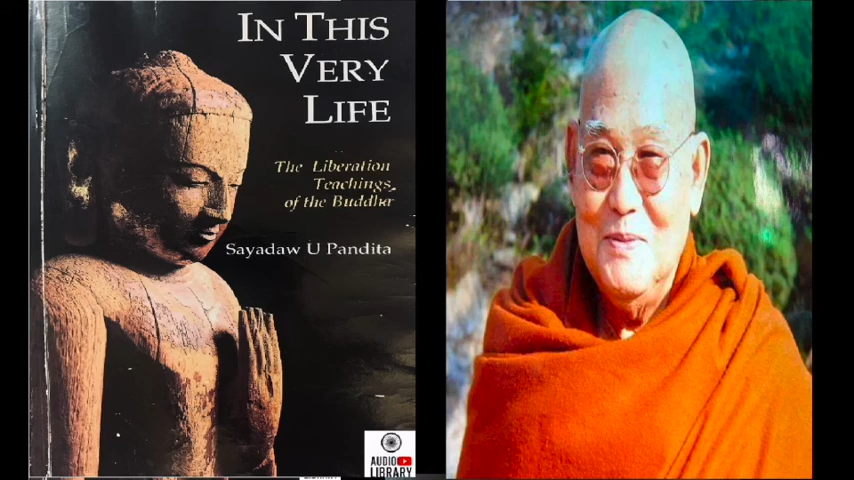 IN THIS
VERY
LIFE
The Liberation
Teachings
of the Buddha
Sayadaw U Pandita
AUDIO
LIBRARY